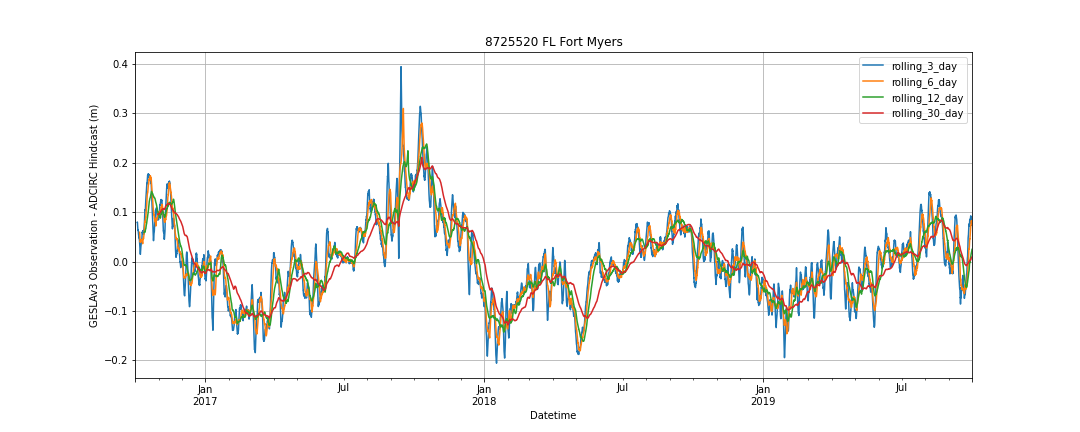 8725520 FL Fort Myers
GESLAv3 Observation - ADCIRC Hindcast (m)
0.4
0.3
0.2
0.1
0.0
−0.1
−0.2
rolling_3_day
rolling_6_day
rolling_12_day
rolling_30_day
Jan
2017
Jul
Jan
2018
Jul
Jan
2019
Jul
Datetime